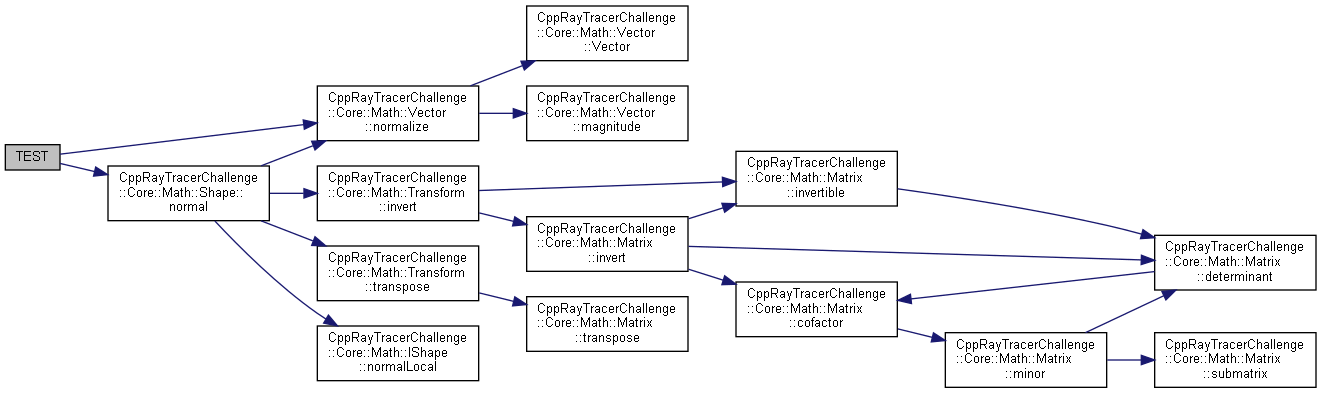 TEST
CppRayTracerChallenge
::Core::Math::Shape::
normal
CppRayTracerChallenge
::Core::Math::Vector
::normalize
CppRayTracerChallenge
::Core::Math::Transform
::invert
CppRayTracerChallenge
::Core::Math::Transform
::transpose
CppRayTracerChallenge
::Core::Math::IShape
::normalLocal
CppRayTracerChallenge
::Core::Math::Vector
::Vector
CppRayTracerChallenge
::Core::Math::Vector
::magnitude
CppRayTracerChallenge
::Core::Math::Matrix
::invert
CppRayTracerChallenge
::Core::Math::Matrix
::transpose
CppRayTracerChallenge
::Core::Math::Matrix
::invertible
CppRayTracerChallenge
::Core::Math::Matrix
::cofactor
CppRayTracerChallenge
::Core::Math::Matrix
::minor
CppRayTracerChallenge
::Core::Math::Matrix
::determinant
CppRayTracerChallenge
::Core::Math::Matrix
::submatrix